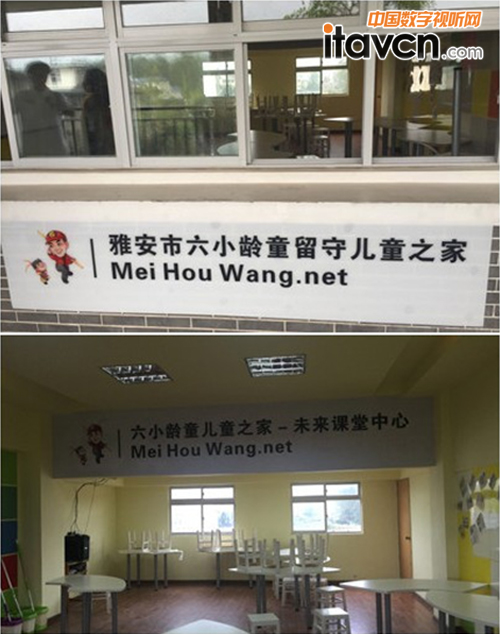 中国数字视听网
itavcn.com
雅安市六小龄童留守儿童之家
Mei Hou Wang.net
六小龄童儿童之家-未来课堂中心
Mei Hou Wang.net